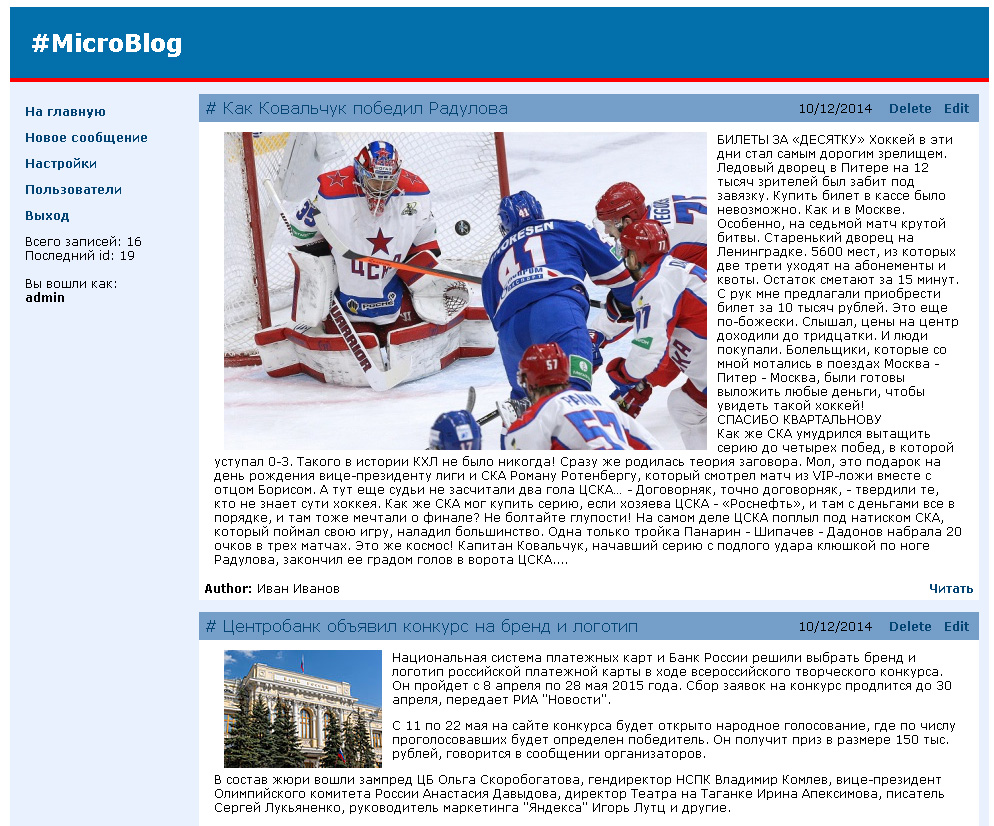 #MicroBlog
На главную
Новое сообщение
Настройки
Пользователи
Выход
Всего записей: 16
Последний id: 19
Вы вошли как:
admin
# Как Ковальчук победил Радулова 10/12/2014 Delete Edit
35
ЦСКА
РОСНЕФТЬ
WARRIOR
THORESEN
41
ГАЗПРОМ
ЭКСПОРТ
77
77
57
57
БИЛЕТЫ ЗА «ДЕСЯТКУ» Хоккей в эти
дни стал самым дорогим зрелищем.
Ледовый дворец в Питере на 12
тысяч зрителей был забит под
завязку. Купить билет в кассе было
невозможно. Как и в Москве.
Особенно, на седьмой матч крутой
битвы. Старенький дворец на
Ленинградке. 5600 мест, из которых
две трети уходят на абонементы и
квоты. Остаток сметают за 15 минут.
С рук мне предлагали приобрести
билет за 10 тысяч рублей. Это еще
по-божески. Слышал, цены на центр
доходили до тридцатки. И люди
покупали. Болельщики, которые со
мной мотались в поездах Москва -
Питер - Москва, были готовы
выложить любые деньги, чтобы
увидеть такой хоккей!
СПАСИБО КВАРТАЛЬНОВУ
Как же СКА умудрился вытащить
серию до четырех побед, в которой
уступал 0-3. Такого в истории КХЛ не было никогда! Сразу же родилась теория заговора. Мол, это подарок на
день рождения вице-президенту лиги и СКА Роману Ротенбергу, который смотрел матч из VIP-ложи вместе с
отцом Борисом. А тут еще судьи не засчитали два гола ЦСКА... - Договорняк, точно договорняк, - твердили те,
кто не знает сути хоккея. Как же СКА мог купить серию, если хозяева ЦСКА - «Роснефть», и там с деньгами все в
порядке, и там тоже мечтали о финале? Не болтайте глупости! На самом деле ЦСКА поплыл под натиском СКА,
который поймал свою игру, наладил большинство. Одна только тройка Панарин - Шипачев - Дадонов набрала 20
очков в трех матчах. Это же космос! Капитан Ковальчук, начавший серию с подлого удара клюшкой по ноге
Радулова, закончил ее градом голов в ворота ЦСКА....
Author: Иван Иванов Читать
# Центробанк объявил конкурс на бренд и логотип 10/12/2014 Delete Edit
Национальная система платежных карт и Банк России решили выбрать бренд и
логотип российской платежной карты в ходе всероссийского творческого конкурса.
Он пройдет с 8 апреля по 28 мая 2015 года. Сбор заявок на конкурс продлится до 30
апреля, передает РИА "Новости".
С 11 по 22 мая на сайте конкурса будет открыто народное голосование, где по числу
проголосовавших будет определен победитель. Он получит приз в размере 150 тыс.
рублей, говорится в сообщении организаторов.
В состав жюри вошли зампред ЦБ Ольга Скоробогатова, гендиректор НСПК Владимир Комлев, вице-президент
Олимпийского комитета России Анастасия Давыдова, директор Театра на Таганке Ирина Апексимова, писатель
Сергей Лукьяненко, руководитель маркетинга "Яндекса" Игорь Лутц и другие.